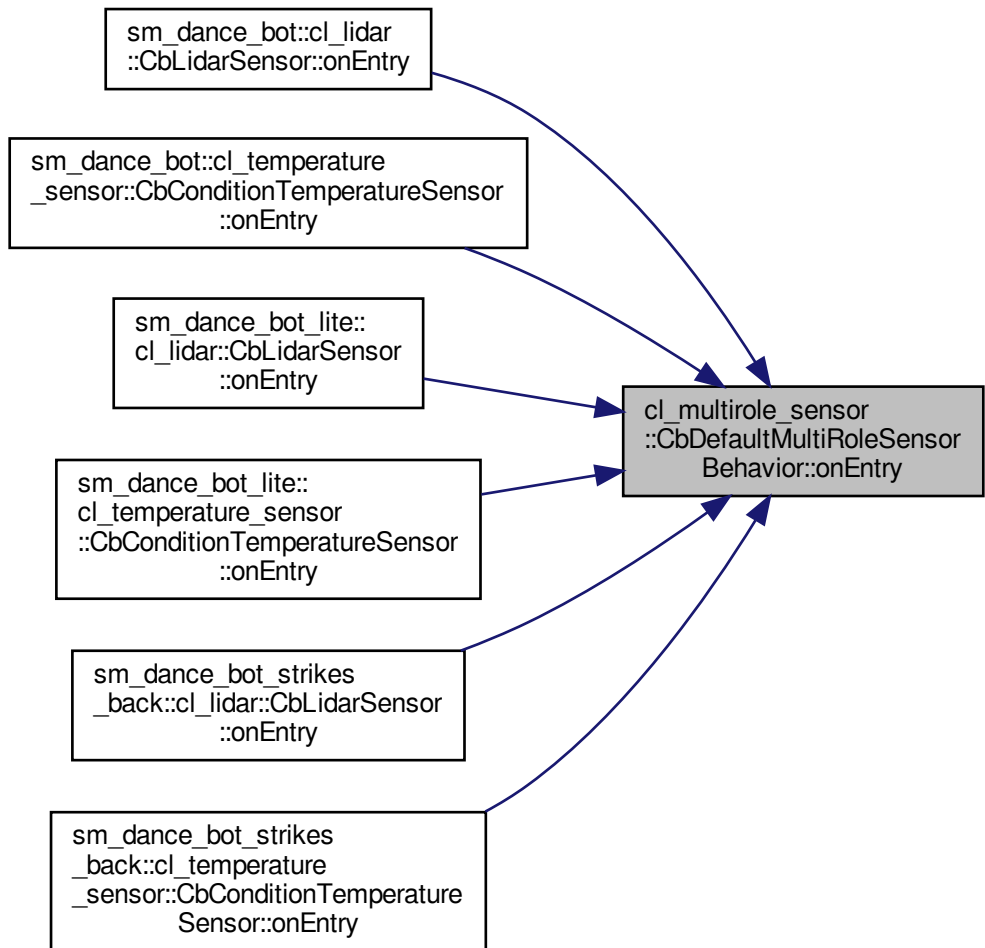 sm_dance_bot::cl_lidar
::CbLidarSensor::onEntry
sm_dance_bot::cl_temperature
_sensor::CbConditionTemperatureSensor
::onEntry
sm_dance_bot_lite::
cl_lidar::CbLidarSensor
::onEntry
cl_multirole_sensor
::CbDefaultMultiRoleSensor
Behavior::onEntry
sm_dance_bot_lite::
cl_temperature_sensor
::CbConditionTemperatureSensor
::onEntry
sm_dance_bot_strikes
_back::cl_lidar::CbLidarSensor
::onEntry
sm_dance_bot_strikes
_back::cl_temperature
_sensor::CbConditionTemperature
Sensor::onEntry